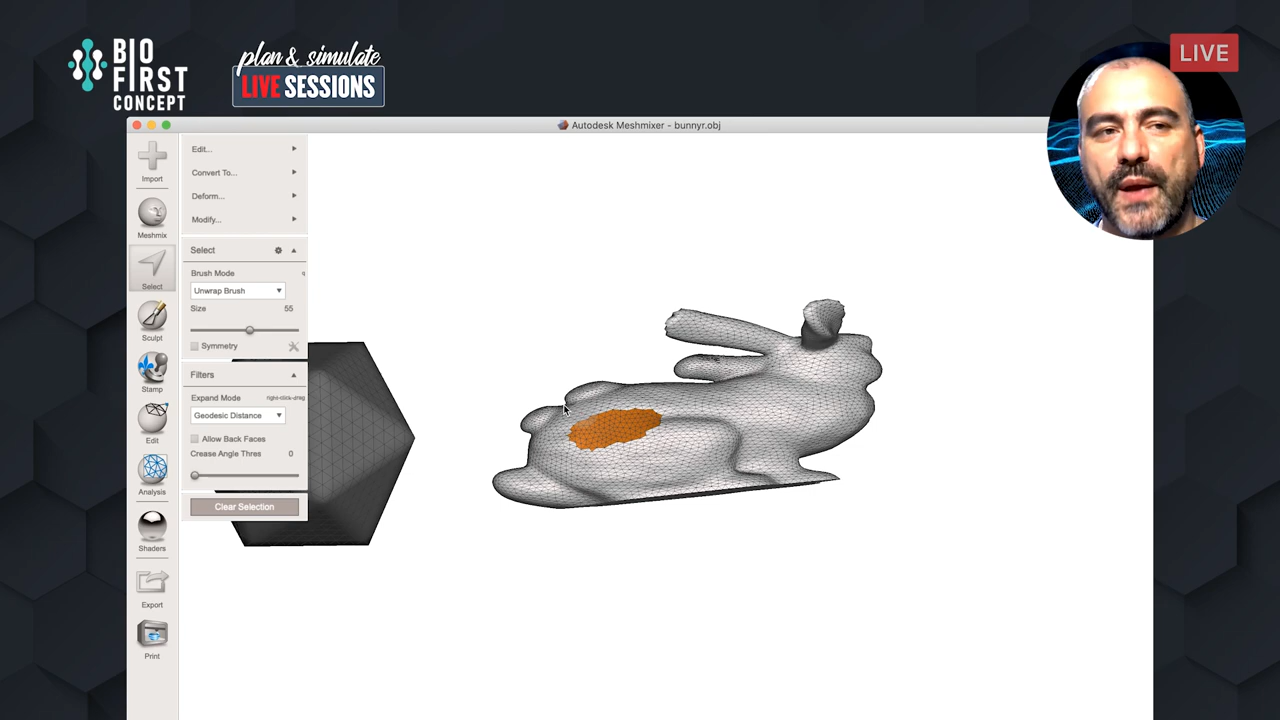 BIO
FIRST
CONCEPT
plan & simulate
LIVE SESSIONS
LIVE
Autodesk Meshmixer - bunnyr.obj
Import
Meshmix
Select
Sculpt
Stamp
Edit
Analysis
Shaders
Export
Print
Edit...
Convert To...
Deform...
Modify...
Select
Brush Mode
Unwrap Brush
Size 55
Symmetry
Filters
Expand Mode right-click-drag
Geodesic Distance
Allow Back Faces
Crease Angle Thres 0
Clear Selection